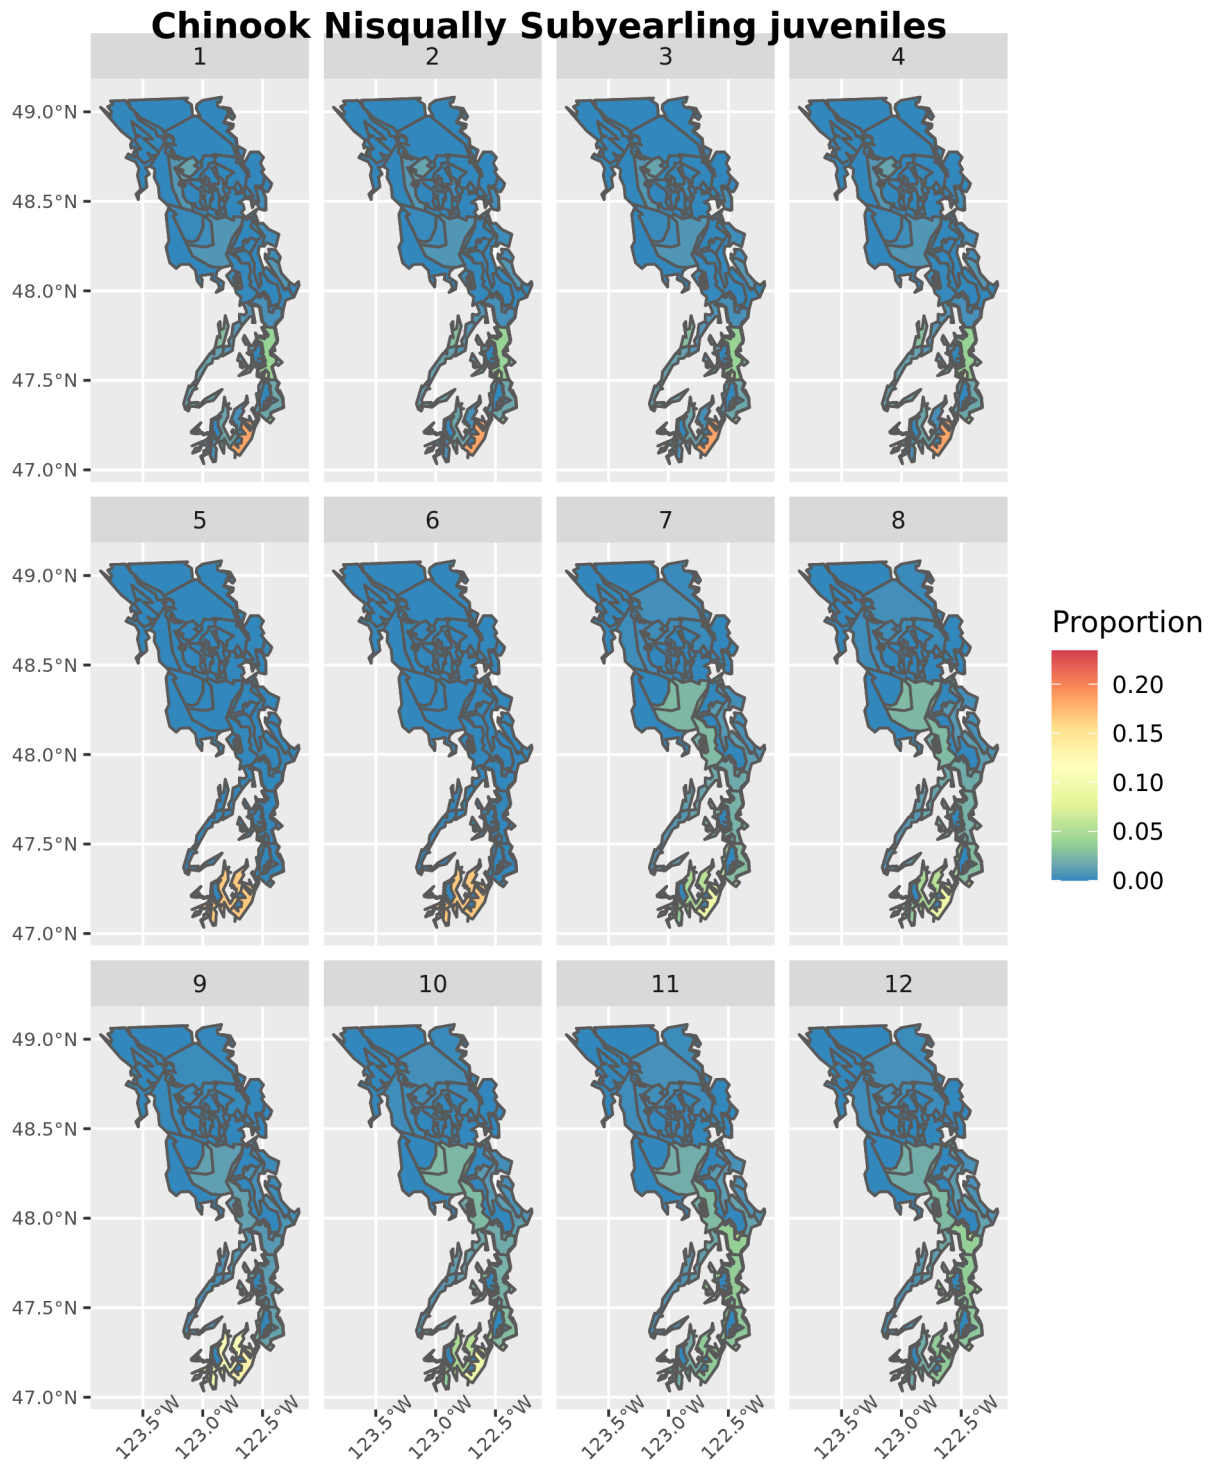 Chinook Nisqually Subyearling juveniles
1 2 3 4
49.0°N
48.5°N
48.0°N
47.5°N
47.0°N
5 6 7 8
49.0°N
48.5°N
48.0°N
47.5°N
47.0°N
Proportion
0.20
0.15
0.10
0.05
0.00
9 10 11 12
49.0°N
48.5°N
48.0°N
47.5°N
47.0°N
123.5°W 123.0°W 122.5°W 123.5°W 123.0°W 122.5°W 123.5°W 123.0°W 122.5°W 123.5°W 123.0°W 122.5°W